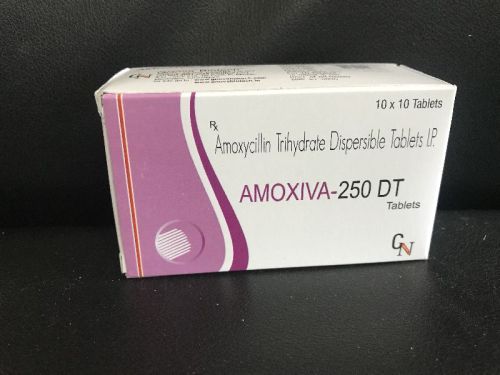 10 x 10 Tablets
Rx
Amoxycillin Trihydrate Dispersible Tablets I.P.
AMOXIVA-250 DT
Tablets
GN